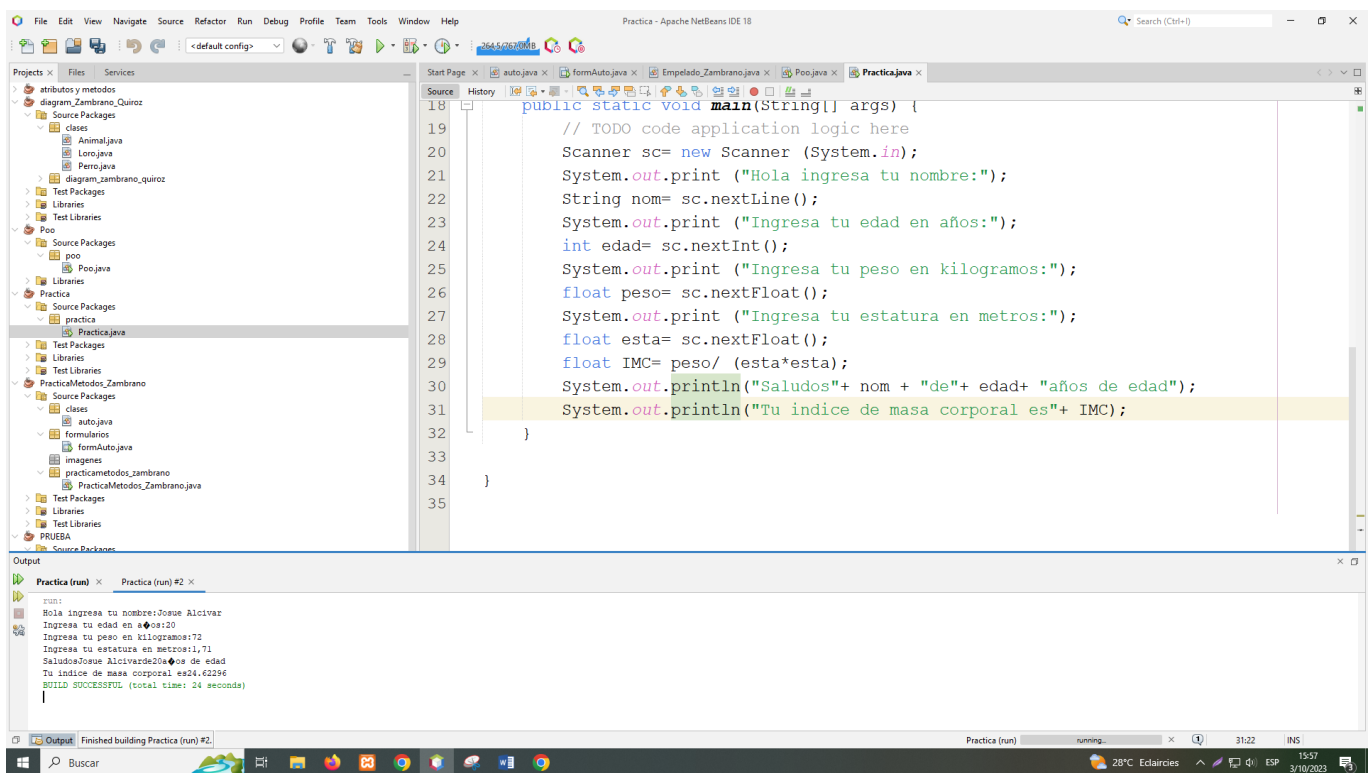 File Edit View Navigate Source Refactor Run Debug Profile Team Tools Window Help
Practica - Apache NetBeans IDE 18
Search (Ctrl+I)
<default config>
264,5/767,0MB
Projects Files Services
atributos y metodos
diagram_Zambrano_Quiroz
Source Packages
clases
Animal.java
Loro.java
Perro.java
diagram_zambrano_quiroz
Test Packages
Libraries
Test Libraries
Poo
Source Packages
poo
Poo.java
Libraries
Practica
Source Packages
practica
Practica.java
Test Packages
Libraries
Test Libraries
PracticaMetodos_Zambrano
Source Packages
clases
auto.java
formularios
formAuto.java
imagenes
practicametodos_zambrano
PracticaMetodos_Zambrano.java
Test Packages
Libraries
Test Libraries
PRUEBA
Source Packages
Start Page auto.java formAuto.java Empelado_Zambrano.java Poo.java Practica.java
Source History
18 public static void main(String[] args) {
19 // TODO code application logic here
20 Scanner sc= new Scanner (System.in);
21 System.out.print ("Hola ingresa tu nombre:");
22 String nom= sc.nextLine();
23 System.out.print ("Ingresa tu edad en años:");
24 int edad= sc.nextInt();
25 System.out.print ("Ingresa tu peso en kilogramos:");
26 float peso= sc.nextFloat();
27 System.out.print ("Ingresa tu estatura en metros:");
28 float esta= sc.nextFloat();
29 float IMC= peso/ (esta*esta);
30 System.out.println("Saludos"+ nom + "de"+ edad+ "años de edad");
31 System.out.println("Tu indice de masa corporal es"+ IMC);
32 }
33
34 }
35
Output
Practica (run) Practica (run) #2
run:
Hola ingresa tu nombre:Josue Alcivar
Ingresa tu edad en a�os:20
Ingresa tu peso en kilogramos:72
Ingresa tu estatura en metros:1,71
SaludosJosue Alcivarde20a�os de edad
Tu indice de masa corporal es24.62296
BUILD SUCCESSFUL (total time: 24 seconds)
Output Finished building Practica (run) #2.
Practica (run) running... 1 31:22 INS
Buscar
28°C Eclaircies ESP 15:57
3/10/2023 3